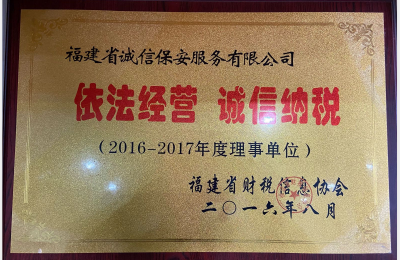 福建省诚信保安服务有限公司
依法经营 诚信纳税
（2016-2017年度理事单位）
福建省财税信息协会
二〇一六年八月